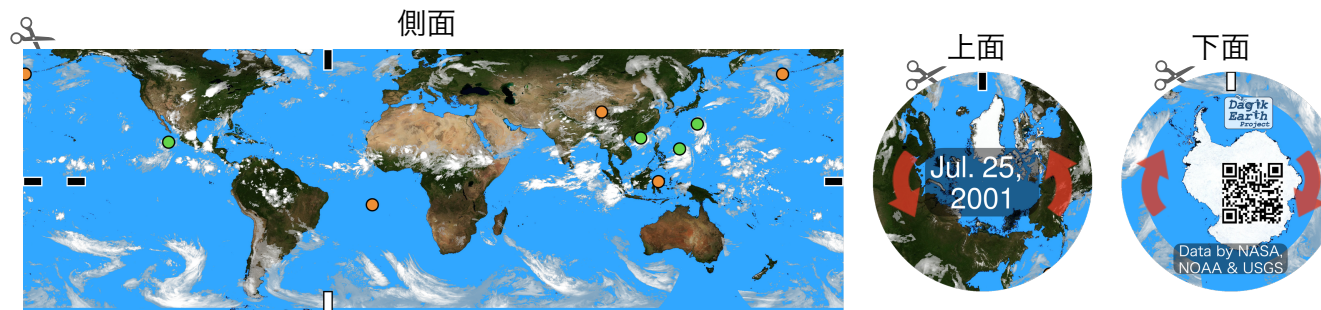 側面
上面
下面
Jul. 25,
2001
Dagik
Earth
Project
Data by NASA,
NOAA & USGS